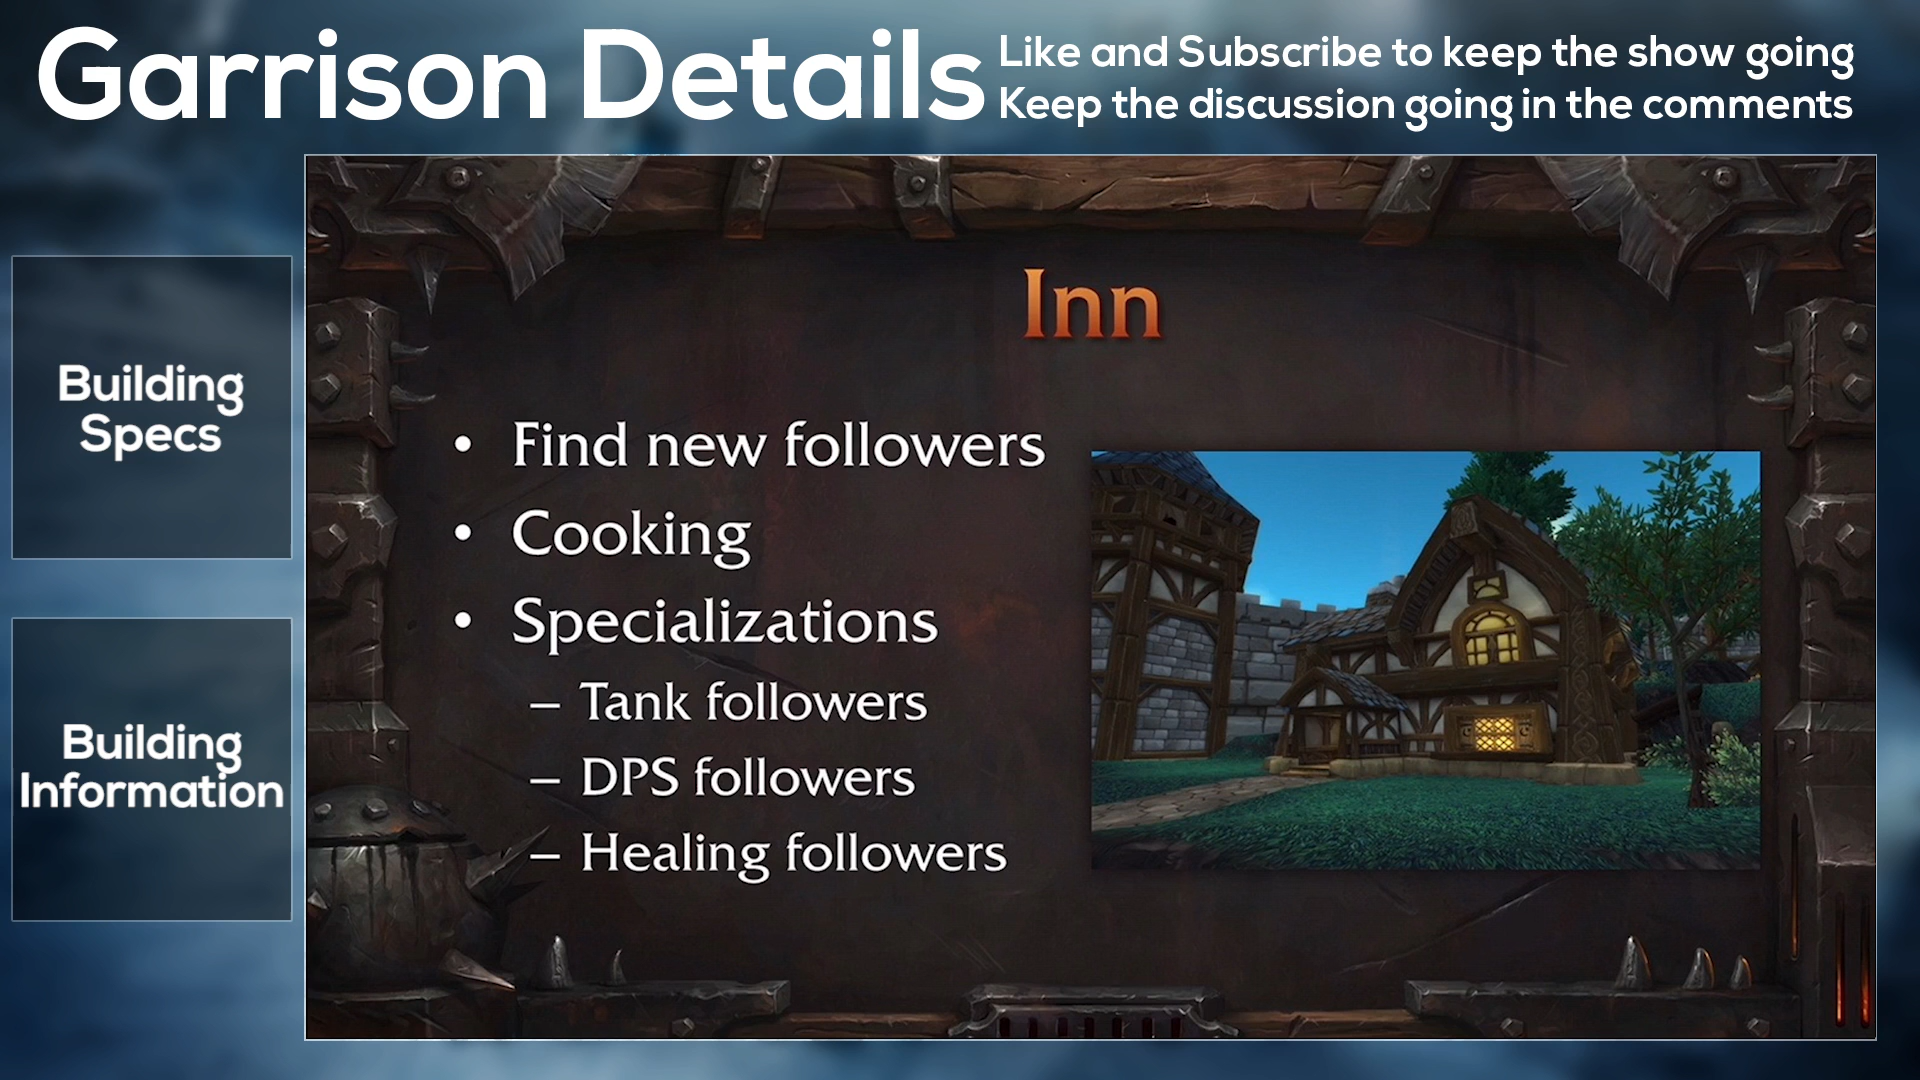 Garrison Details
Like and Subscribe to keep the show going
Keep the discussion going in the comments
Building
Specs
Building
Information
Inn
• Find new followers
• Cooking
• Specializations
– Tank followers
– DPS followers
– Healing followers